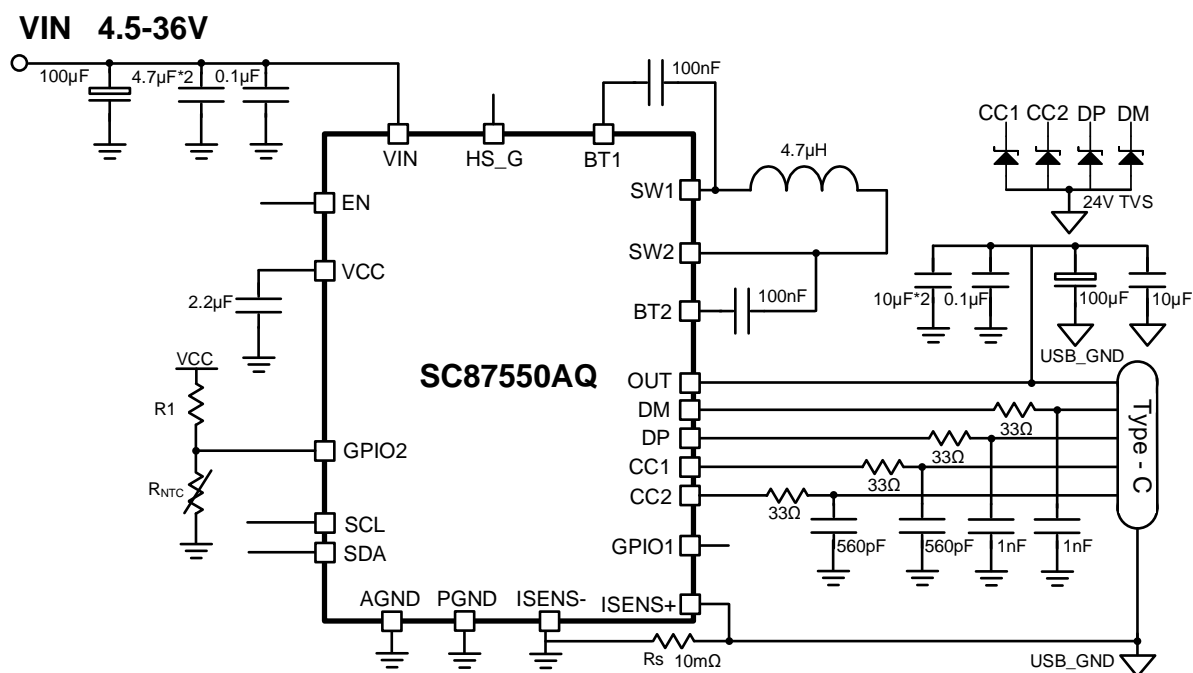 VIN 4.5-36V
100µF
4.7µF*2
0.1µF
100nF
VIN
HS_G
BT1
CC1 CC2 DP DM
24V TVS
4.7µH
EN
SW1
VCC
SW2
2.2µF
100nF
BT2
10µF*2
0.1µF
100µF
10µF
USB_GND
VCC
R1
SC87550AQ
OUT
DM
33Ω
DP
33Ω
GPIO2
CC1
33Ω
RNTC
CC2
33Ω
Type - C
SCL
SDA
GPIO1
560pF
560pF
1nF
1nF
AGND
PGND
ISENS-
ISENS+
Rs 10mΩ
USB_GND